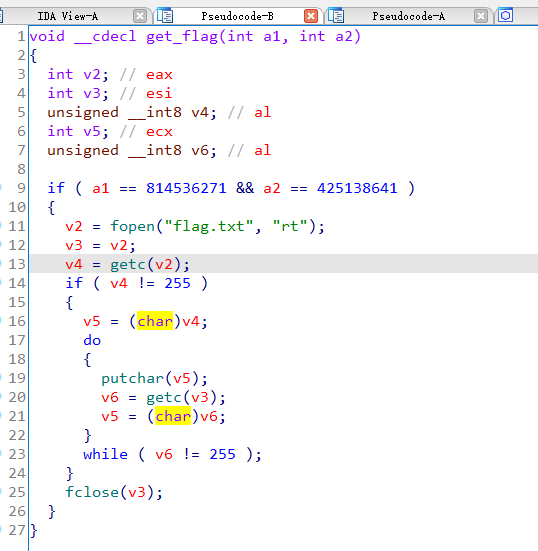 IDA View-A Pseudocode-B Pseudocode-A
1 void __cdecl get_flag(int a1, int a2)
2 {
3 int v2; // eax
4 int v3; // esi
5 unsigned __int8 v4; // al
6 int v5; // ecx
7 unsigned __int8 v6; // al
8
9 if ( a1 == 814536271 && a2 == 425138641 )
10 {
11 v2 = fopen("flag.txt", "rt");
12 v3 = v2;
13 v4 = getc(v2);
14 if ( v4 != 255 )
15 {
16 v5 = (char)v4;
17 do
18 {
19 putchar(v5);
20 v6 = getc(v3);
21 v5 = (char)v6;
22 }
23 while ( v6 != 255 );
24 }
25 fclose(v3);
26 }
27 }